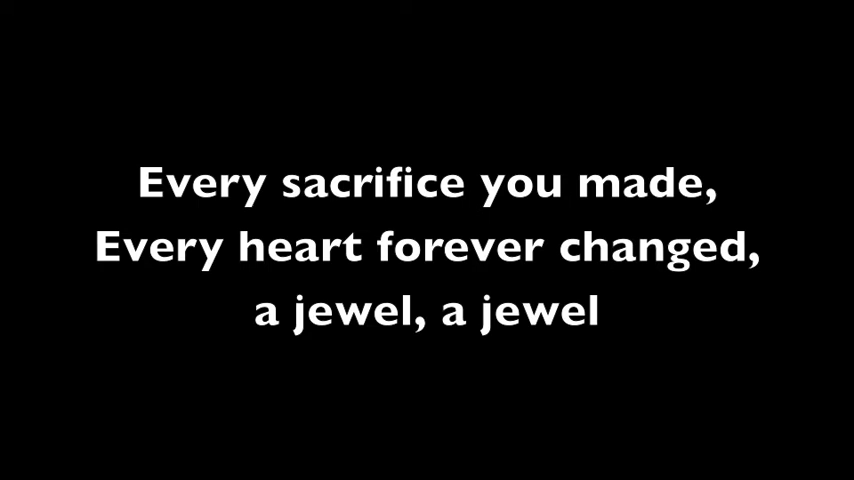 Every sacrifice you made,
Every heart forever changed,
a jewel, a jewel